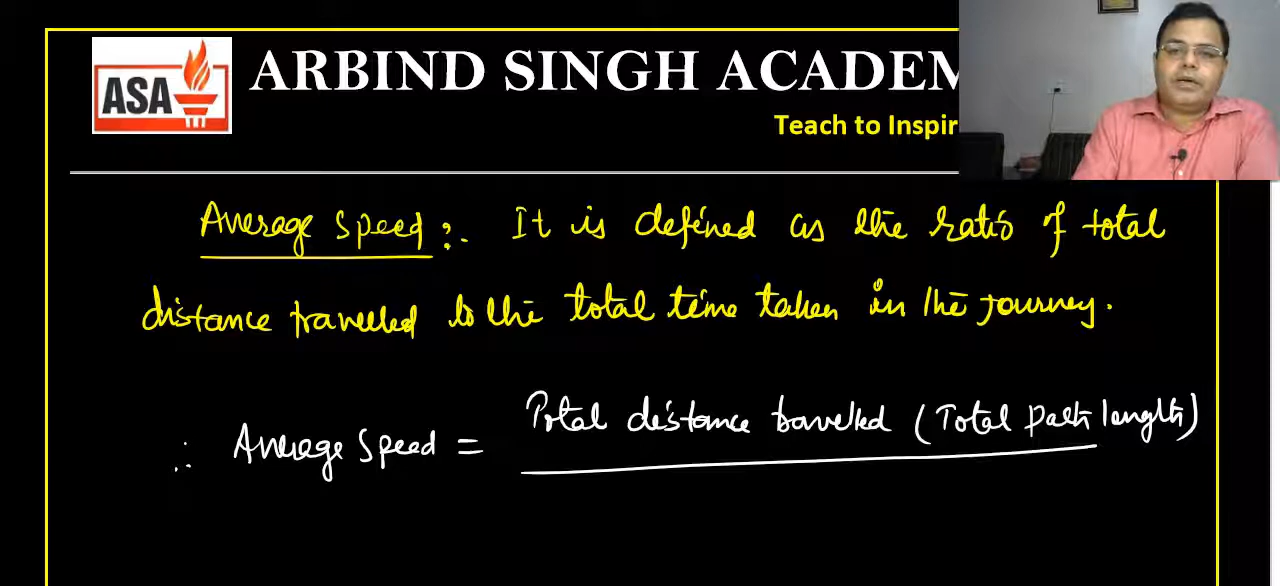 ASA
ARBIND SINGH ACADEM
Teach to Inspir
Average Speed :- It is defined as the ratio of total
distance travelled to the total time taken in the journey.
∴ Average Speed = Total distance travelled (Total path length)